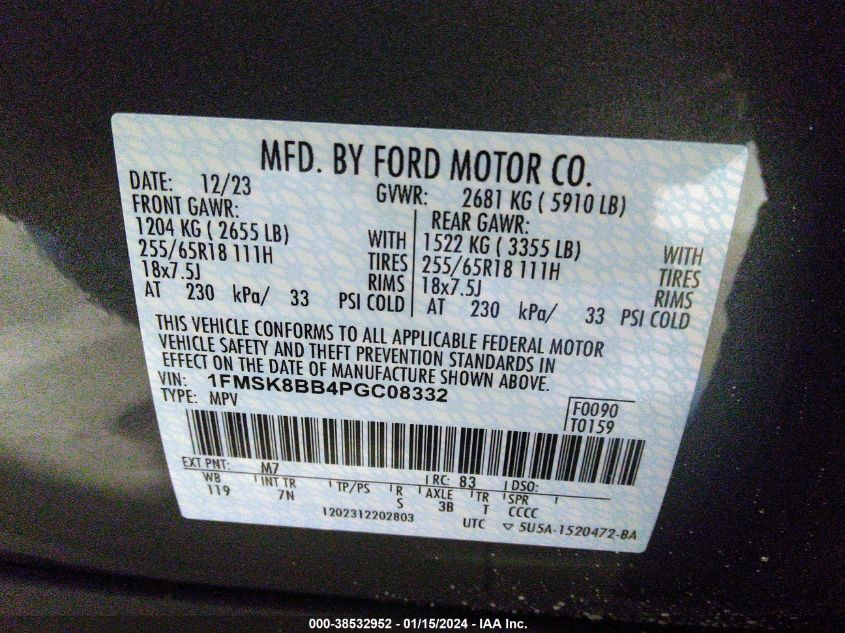 MFD. BY FORD MOTOR CO.
DATE: 12/23 GVWR: 2681 KG ( 5910 LB)
FRONT GAWR: REAR GAWR:
1204 KG ( 2655 LB) WITH 1522 KG ( 3355 LB) WITH
255/65R18 111H TIRES 255/65R18 111H TIRES
18x7.5J RIMS 18x7.5J RIMS
AT 230 kPa/ 33 PSI COLD AT 230 kPa/ 33 PSI COLD
THIS VEHICLE CONFORMS TO ALL APPLICABLE FEDERAL MOTOR
VEHICLE SAFETY AND THEFT PREVENTION STANDARDS IN
EFFECT ON THE DATE OF MANUFACTURE SHOWN ABOVE.
VIN: 1FMSK8BB4PGC08332
TYPE: MPV F0090
T0159
EXT PNT: M7 RC: 83 DSO:
WB INT TR TP/PS R AXLE TR SPR
119 7N S 3B T CCCC
1202312202803 UTC ▽ 5U5A-1520472-BA
000-38532952 - 01/15/2024 - IAA Inc.